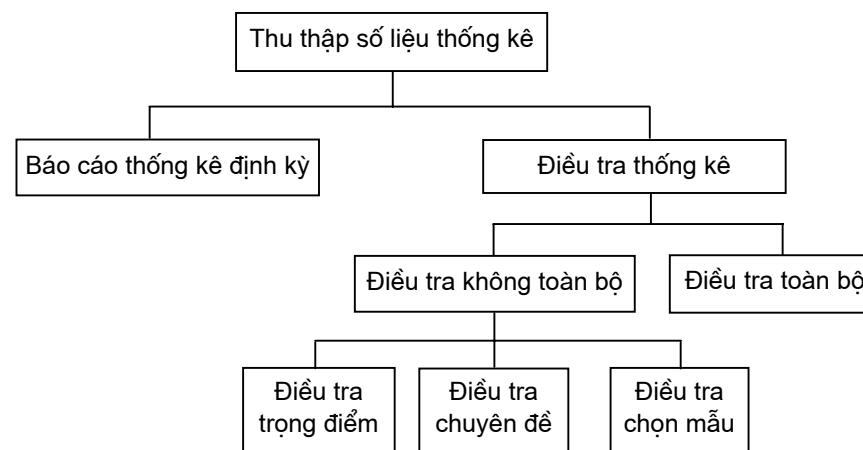 Thu thập số liệu thống kê
Báo cáo thống kê định kỳ
Điều tra thống kê
Điều tra không toàn bộ
Điều tra toàn bộ
Điều tra
trọng điểm
Điều tra
chuyên đề
Điều tra
chọn mẫu